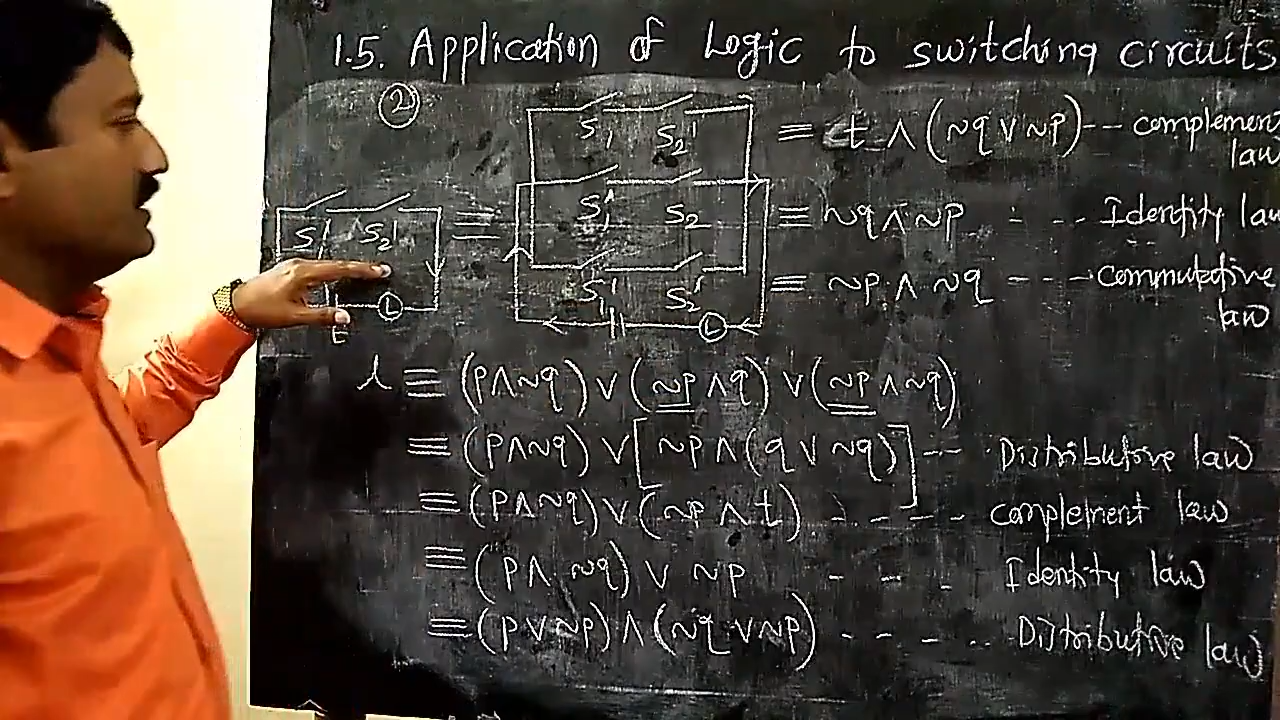 1.5. Application of Logic to switching circuits
②
S₁ S₂'
≡ t ∧ (~q ∨ ~p) -- complement law
S₁' S₂
≡ ~q ∧ ~p - -- Identity law
S₁' S₂'
≡ ~p ∧ ~q --- commutative law
S₁' S₂'
≡
L
E
L
λ ≡ (p∧~q) ∨ (~p∧q) ∨ (~p∧~q)
≡ (p∧~q) ∨ [~p∧(q∨~q)] -- Distributive law
≡ (p∧~q) ∨ (~p∧t) - - - - complement law
≡ (p∧~q) ∨ ~p - - - Identity law
≡ (p∨~p) ∧ (~q∨~p) - - - - .. Distributive law